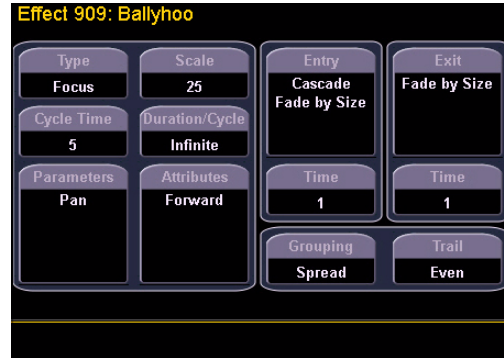 Effect 909: Ballyhoo
Type
Focus
Scale
25
Cycle Time
5
Duration/Cycle
Infinite
Parameters
Pan
Attributes
Forward
Entry
Cascade
Fade by Size
Time
1
Exit
Fade by Size
Time
1
Grouping
Spread
Trail
Even